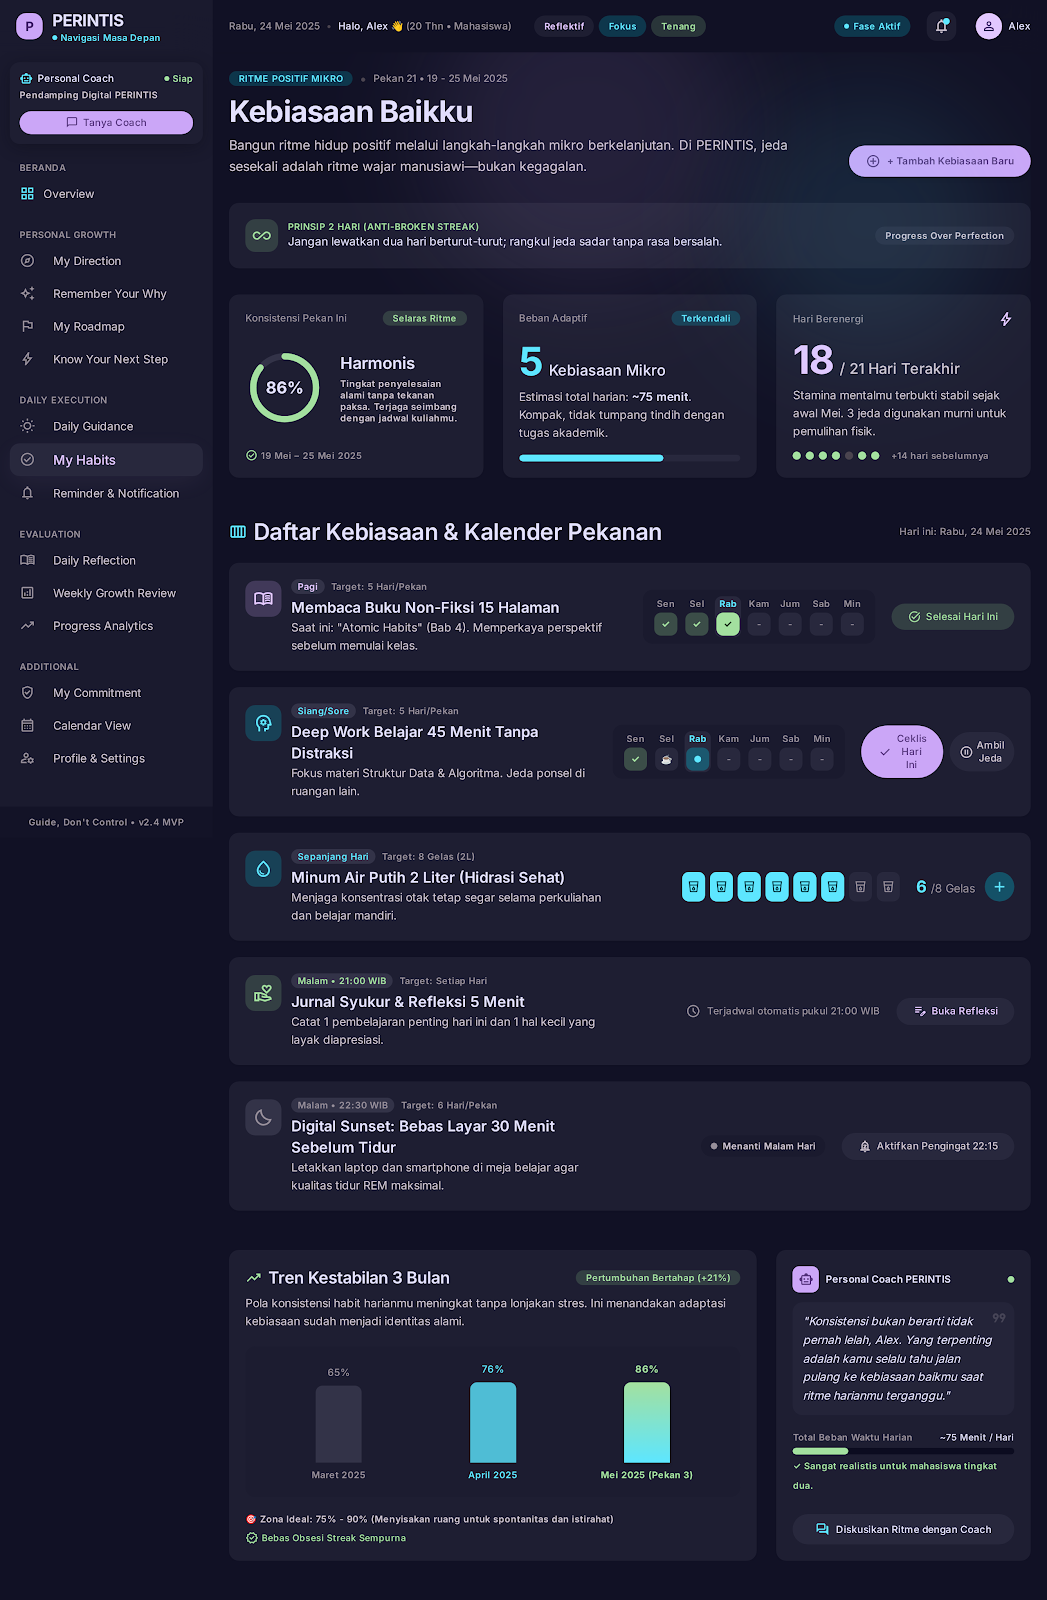 P
PERINTIS
Navigasi Masa Depan
Personal Coach
Siap
Pendamping Digital PERINTIS
Tanya Coach
BERANDA
Overview
PERSONAL GROWTH
My Direction
Remember Your Why
My Roadmap
Know Your Next Step
DAILY EXECUTION
Daily Guidance
My Habits
Reminder & Notification
EVALUATION
Daily Reflection
Weekly Growth Review
Progress Analytics
ADDITIONAL
My Commitment
Calendar View
Profile & Settings
Guide, Don't Control • v2.4 MVP
Rabu, 24 Mei 2025 • Halo, Alex 👋 (20 Thn • Mahasiswa)
Reflektif
Fokus
Tenang
Fase Aktif
Alex
RITME POSITIF MIKRO • Pekan 21 • 19 - 25 Mei 2025
Kebiasaan Baikku
Bangun ritme hidup positif melalui langkah-langkah mikro berkelanjutan. Di PERINTIS, jeda
sesekali adalah ritme wajar manusiawi—bukan kegagalan.
+ Tambah Kebiasaan Baru
PRINSIP 2 HARI (ANTI-BROKEN STREAK)
Jangan lewatkan dua hari berturut-turut; rangkul jeda sadar tanpa rasa bersalah.
Progress Over Perfection
Konsistensi Pekan Ini
Selaras Ritme
86%
Harmonis
Tingkat penyelesaian
alami tanpa tekanan
paksa. Terjaga seimbang
dengan jadwal kuliahmu.
19 Mei – 25 Mei 2025
Beban Adaptif
Terkendali
5 Kebiasaan Mikro
Estimasi total harian: ~75 menit.
Kompak, tidak tumpang tindih dengan
tugas akademik.
Hari Berenergi
18 / 21 Hari Terakhir
Stamina mentalmu terbukti stabil sejak
awal Mei. 3 jeda digunakan murni untuk
pemulihan fisik.
+14 hari sebelumnya
Daftar Kebiasaan & Kalender Pekanan
Hari ini: Rabu, 24 Mei 2025
Pagi
Target: 5 Hari/Pekan
Membaca Buku Non-Fiksi 15 Halaman
Saat ini: "Atomic Habits" (Bab 4). Memperkaya perspektif
sebelum memulai kelas.
Sen Sel Rab Kam Jum Sab Min
✓ ✓ ✓ - - - -
Selesai Hari Ini
Siang/Sore
Target: 5 Hari/Pekan
Deep Work Belajar 45 Menit Tanpa
Distraksi
Fokus materi Struktur Data & Algoritma. Jeda ponsel di
ruangan lain.
Sen Sel Rab Kam Jum Sab Min
✓ ☕ ● - - - -
Ceklis
Hari
Ini
Ambil
Jeda
Sepanjang Hari
Target: 8 Gelas (2L)
Minum Air Putih 2 Liter (Hidrasi Sehat)
Menjaga konsentrasi otak tetap segar selama perkuliahan
dan belajar mandiri.
6 /8 Gelas
+
Malam • 21:00 WIB
Target: Setiap Hari
Jurnal Syukur & Refleksi 5 Menit
Catat 1 pembelajaran penting hari ini dan 1 hal kecil yang
layak diapresiasi.
Terjadwal otomatis pukul 21:00 WIB
Buka Refleksi
Malam • 22:30 WIB
Target: 6 Hari/Pekan
Digital Sunset: Bebas Layar 30 Menit
Sebelum Tidur
Letakkan laptop dan smartphone di meja belajar agar
kualitas tidur REM maksimal.
Menanti Malam Hari
Aktifkan Pengingat 22:15
Tren Kestabilan 3 Bulan
Pertumbuhan Bertahap (+21%)
Pola konsistensi habit harianmu meningkat tanpa lonjakan stres. Ini menandakan adaptasi
kebiasaan sudah menjadi identitas alami.
65%
76%
86%
Maret 2025
April 2025
Mei 2025 (Pekan 3)
🎯 Zona Ideal: 75% - 90% (Menyisakan ruang untuk spontanitas dan istirahat)
Bebas Obsesi Streak Sempurna
Personal Coach PERINTIS
"Konsistensi bukan berarti tidak
pernah lelah, Alex. Yang terpenting
adalah kamu selalu tahu jalan
pulang ke kebiasaan baikmu saat
ritme harianmu terganggu."
Total Beban Waktu Harian
~75 Menit / Hari
✓ Sangat realistis untuk mahasiswa tingkat
dua.
Diskusikan Ritme dengan Coach